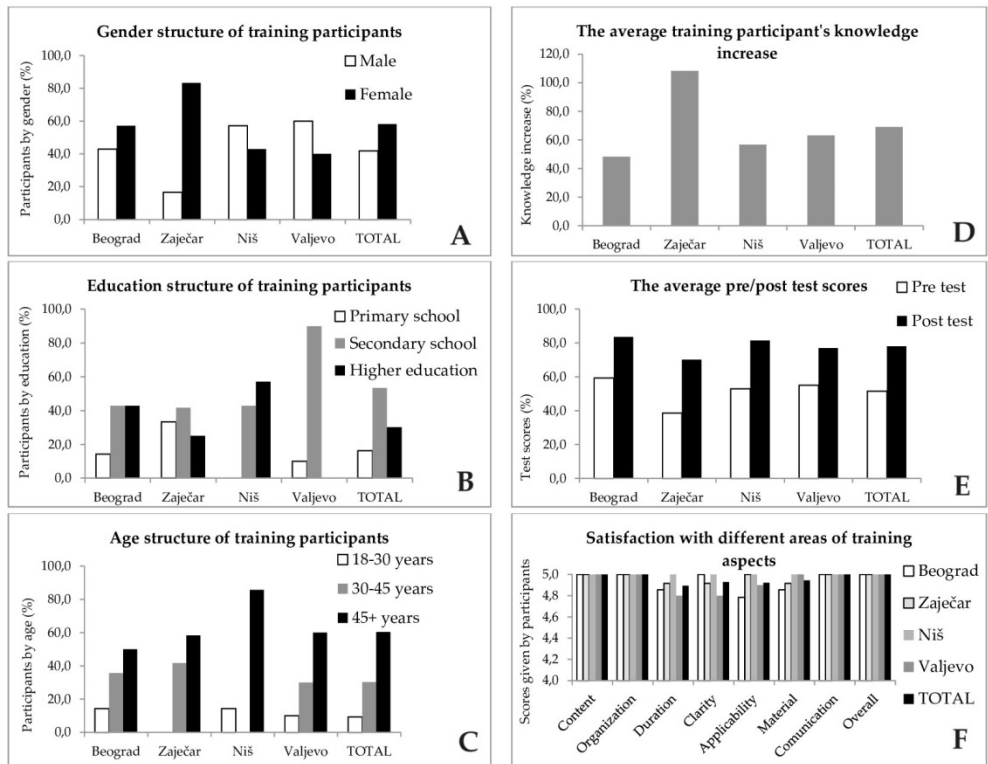 Gender structure of training participants
Participants by gender (%)
100,0
80,0
60,0
40,0
20,0
0,0
Male
Female
Beograd Zaječar Niš Valjevo TOTAL
A
Education structure of training participants
Participants by education (%)
100,0
80,0
60,0
40,0
20,0
0,0
Primary school
Secondary school
Higher education
Beograd Zaječar Niš Valjevo TOTAL
B
Age structure of training participants
Participants by age (%)
100,0
80,0
60,0
40,0
20,0
0,0
18-30 years
30-45 years
45+ years
Beograd Zaječar Niš Valjevo TOTAL
C
The average training participant's knowledge
increase
Knowledge increase (%)
120,0
100,0
80,0
60,0
40,0
20,0
0,0
Beograd Zaječar Niš Valjevo TOTAL
D
The average pre/post test scores
Test scores (%)
100,0
80,0
60,0
40,0
20,0
0,0
Pre test
Post test
Beograd Zaječar Niš Valjevo TOTAL
E
Satisfaction with different areas of training
aspects
Scores given by participants
5,0
4,8
4,6
4,4
4,2
4,0
Beograd
Zaječar
Niš
Valjevo
TOTAL
Content
Organization
Duration
Clarity
Applicability
Material
Comunication
Overall
F